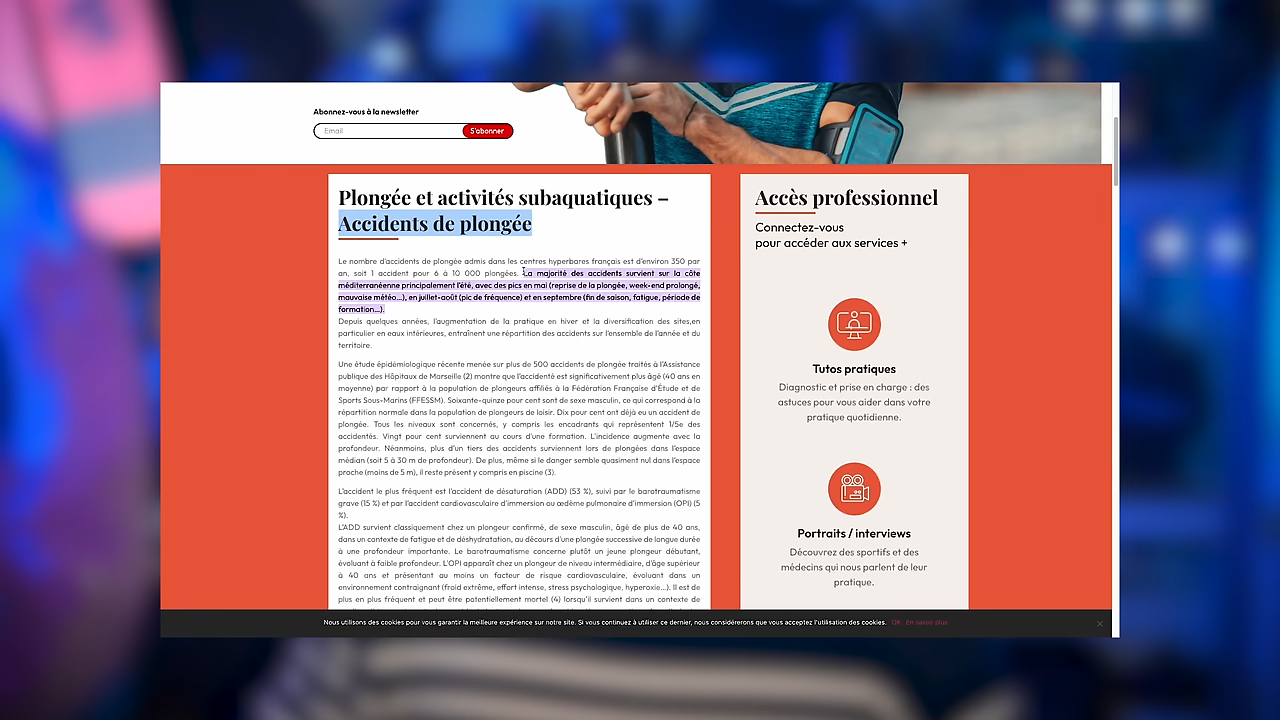 Abonnez-vous à la newsletter
Email
S'abonner
Plongée et activités subaquatiques –
Accidents de plongée
Le nombre d'accidents de plongée admis dans les centres hyperbares français est d'environ 350 par
an, soit 1 accident pour 6 à 10 000 plongées. La majorité des accidents survient sur la côte
méditerranéenne principalement l'été, avec des pics en mai (reprise de la plongée, week-end prolongé,
mauvaise météo…), en juillet-août (pic de fréquence) et en septembre (fin de saison, fatigue, période de
formation…).
Depuis quelques années, l'augmentation de la pratique en hiver et la diversification des sites,en
particulier en eaux intérieures, entraînent une répartition des accidents sur l'ensemble de l'année et du
territoire.
Une étude épidémiologique récente menée sur plus de 500 accidents de plongée traités à l'Assistance
publique des Hôpitaux de Marseille (2) montre que l'accidenté est significativement plus âgé (40 ans en
moyenne) par rapport à la population de plongeurs affiliés à la Fédération Française d'Étude et de
Sports Sous-Marins (FFESSM). Soixante-quinze pour cent sont de sexe masculin, ce qui correspond à la
répartition normale dans la population de plongeurs de loisir. Dix pour cent ont déjà eu un accident de
plongée. Tous les niveaux sont concernés, y compris les encadrants qui représentent 1/5e des
accidentés. Vingt pour cent surviennent au cours d'une formation. L'incidence augmente avec la
profondeur. Néanmoins, plus d'un tiers des accidents surviennent lors de plongées dans l'espace
médian (soit 5 à 30 m de profondeur). De plus, même si le danger semble quasiment nul dans l'espace
proche (moins de 5 m), il reste présent y compris en piscine (3).
L'accident le plus fréquent est l'accident de désaturation (ADD) (53 %), suivi par le barotraumatisme
grave (15 %) et par l'accident cardiovasculaire d'immersion ou œdème pulmonaire d'immersion (OPI) (5
%).
L'ADD survient classiquement chez un plongeur confirmé, de sexe masculin, âgé de plus de 40 ans,
dans un contexte de fatigue et de déshydratation, au décours d'une plongée successive de longue durée
à une profondeur importante. Le barotraumatisme concerne plutôt un jeune plongeur débutant,
évoluant à faible profondeur. L'OPI apparaît chez un plongeur de niveau intermédiaire, d'âge supérieur
à 40 ans et présentant au moins un facteur de risque cardiovasculaire, évoluant dans un
environnement contraignant (froid extrême, effort intense, stress psychologique, hyperoxie…). Il est de
plus en plus fréquent et peut être potentiellement mortel (4) lorsqu'il survient dans un contexte de
Accès professionnel
Connectez-vous
pour accéder aux services +
Tutos pratiques
Diagnostic et prise en charge : des
astuces pour vous aider dans votre
pratique quotidienne.
Portraits / interviews
Découvrez des sportifs et des
médecins qui nous parlent de leur
pratique.
Nous utilisons des cookies pour vous garantir la meilleure expérience sur notre site. Si vous continuez à utiliser ce dernier, nous considérerons que vous acceptez l'utilisation des cookies. OK En savoir plus